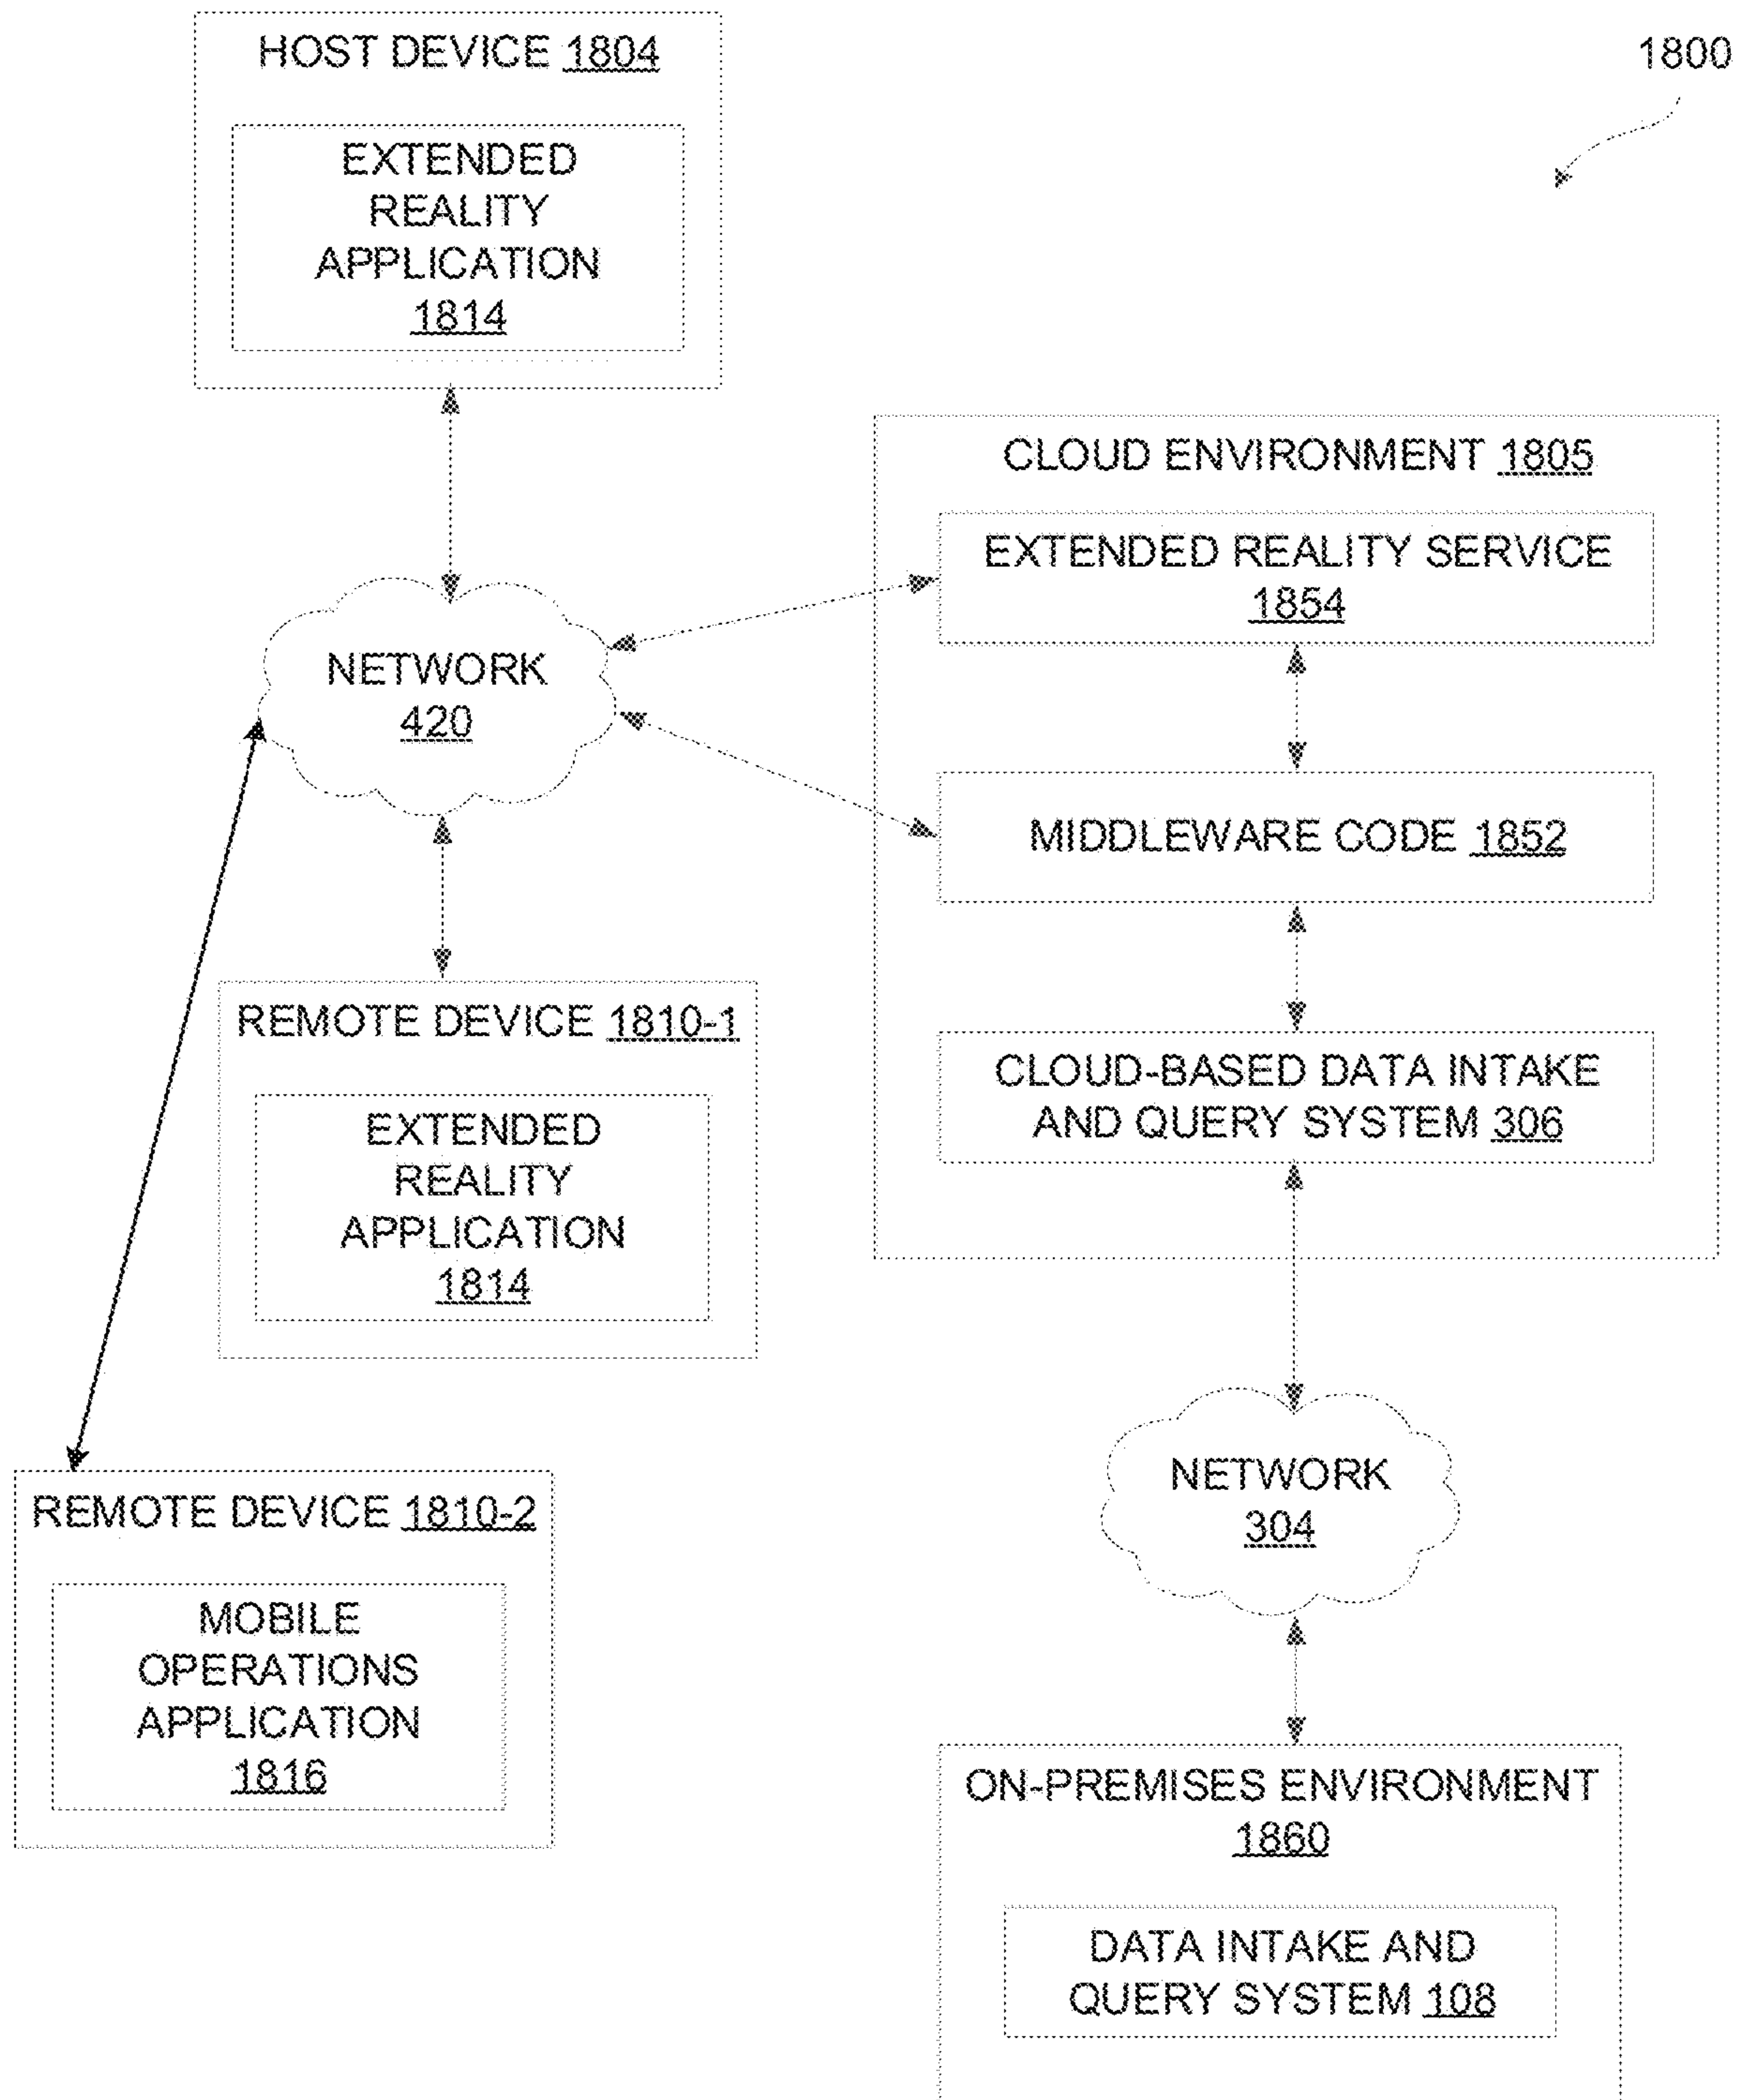 HOST DEVICE 1804
EXTENDED
REALITY
APPLICATION
1814
1800
CLOUD ENVIRONMENT 1805
EXTENDED REALITY SERVICE
1854
NETWORK
420
MIDDLEWARE CODE 1852
REMOTE DEVICE 1810-1
EXTENDED
REALITY
APPLICATION
1814
CLOUD-BASED DATA INTAKE
AND QUERY SYSTEM 306
NETWORK
304
REMOTE DEVICE 1810-2
MOBILE
OPERATIONS
APPLICATION
1816
ON-PREMISES ENVIRONMENT
1860
DATA INTAKE AND
QUERY SYSTEM 108